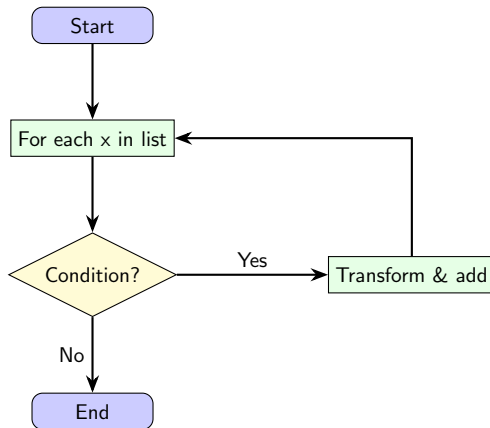 Start
For each x in list
Condition?
Yes
Transform & add
No
End